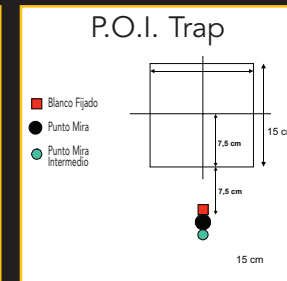 P.O.I. Trap
Blanco Fijado
Punto Mira
Punto Mira
Intermedio
7,5 cm
15 cm
7,5 cm
15 cm